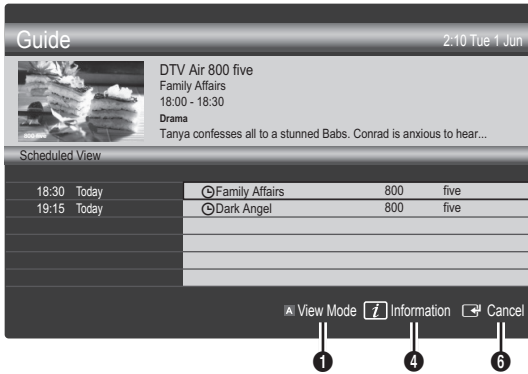 Guide 2:10 Tue 1 Jun
DTV Air 800 five
Family Affairs
18:00 - 18:30
Drama
Tanya confesses all to a stunned Babs. Conrad is anxious to hear...
Scheduled View
18:30 Today Family Affairs 800 five
19:15 Today Dark Angel 800 five
A View Mode i Information Cancel
1 4 6